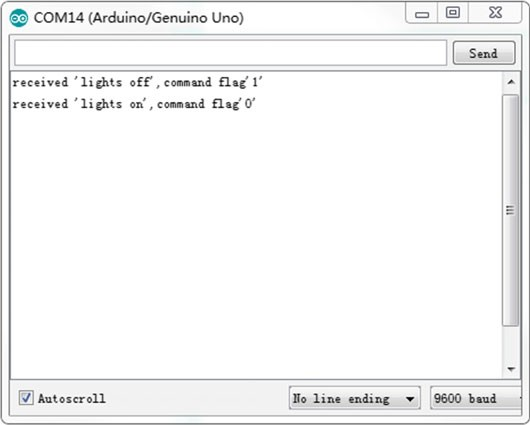 COM14 (Arduino/Genuino Uno)
Send
received 'lights off',command flag'1'
received 'lights on',command flag'0'
Autoscroll
No line ending
9600 baud